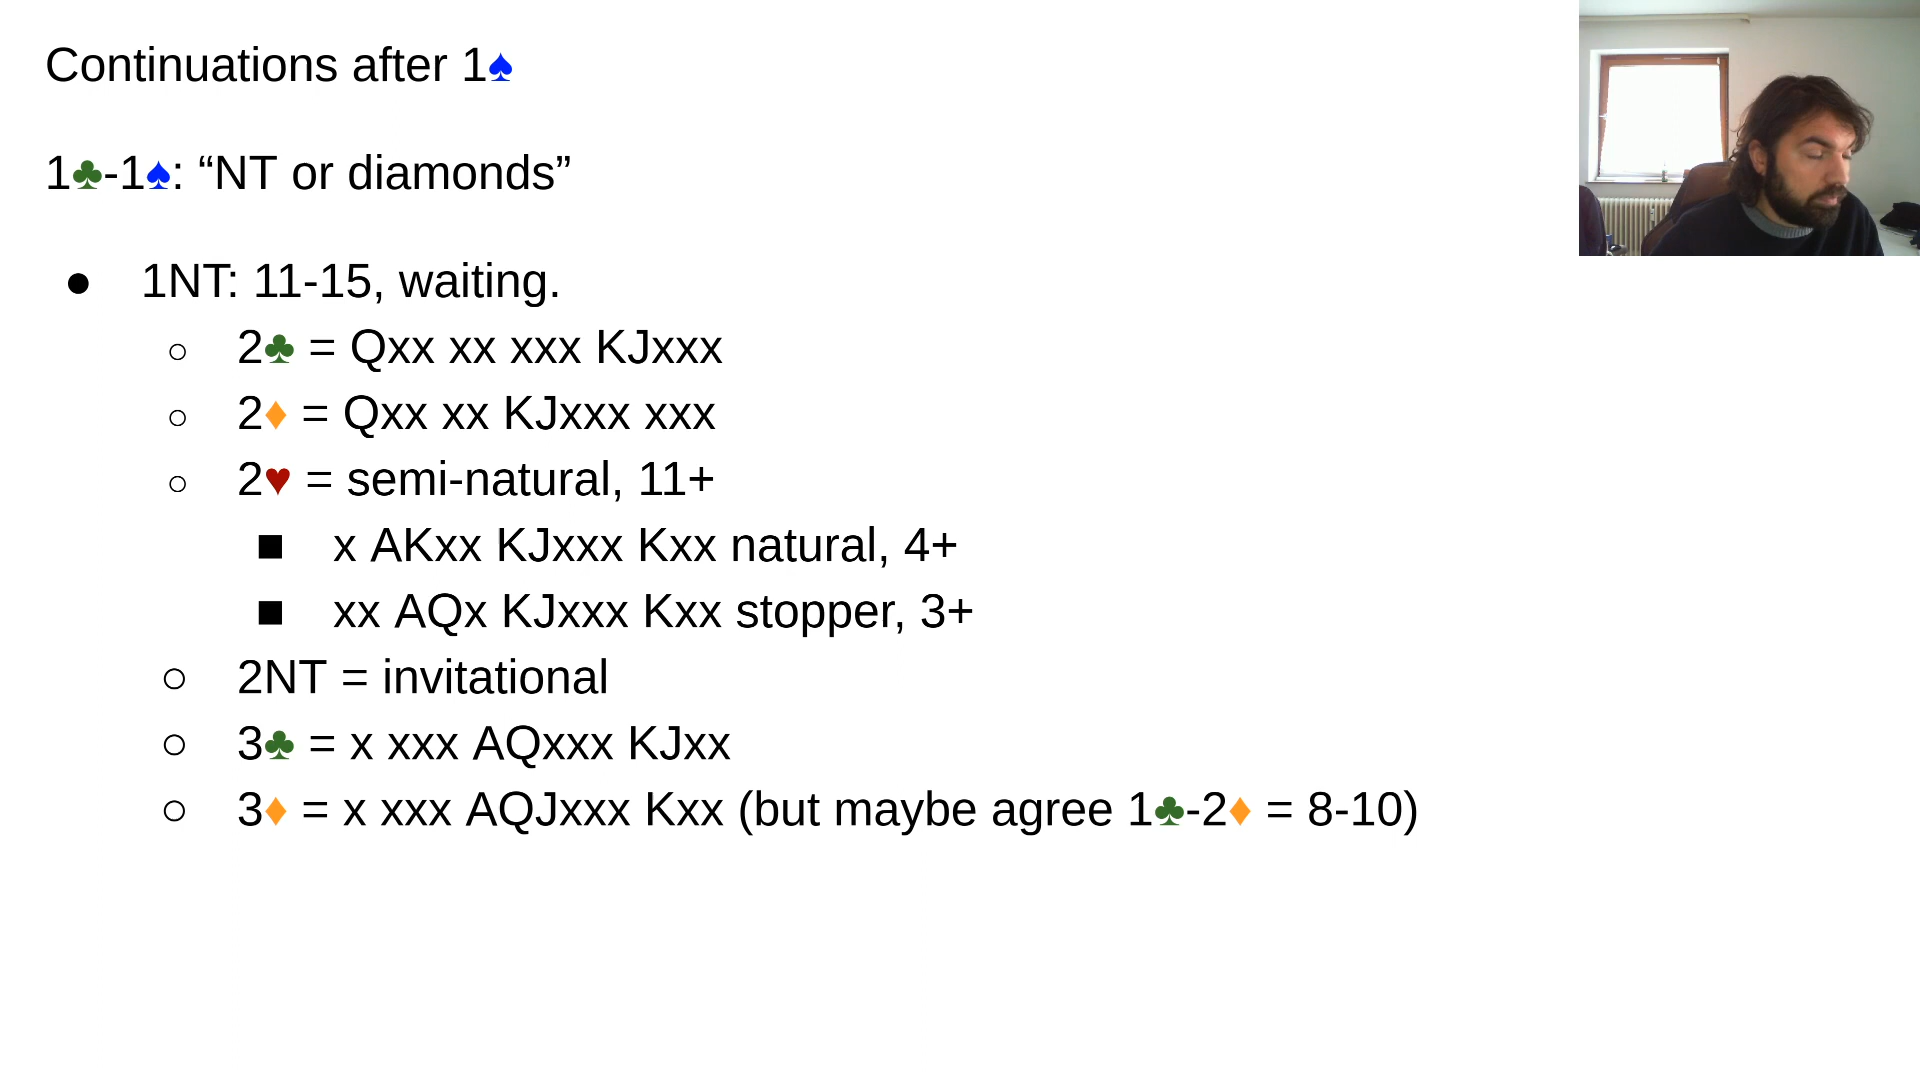 Continuations after 1♠
1♣-1♠: “NT or diamonds”
● 1NT: 11-15, waiting.
○ 2♣ = Qxx xx xxx KJxxx
○ 2♦ = Qxx xx KJxxx xxx
○ 2♥ = semi-natural, 11+
■ x AKxx KJxxx Kxx natural, 4+
■ xx AQx KJxxx Kxx stopper, 3+
○ 2NT = invitational
○ 3♣ = x xxx AQxxx KJxx
○ 3♦ = x xxx AQJxxx Kxx (but maybe agree 1♣-2♦ = 8-10)